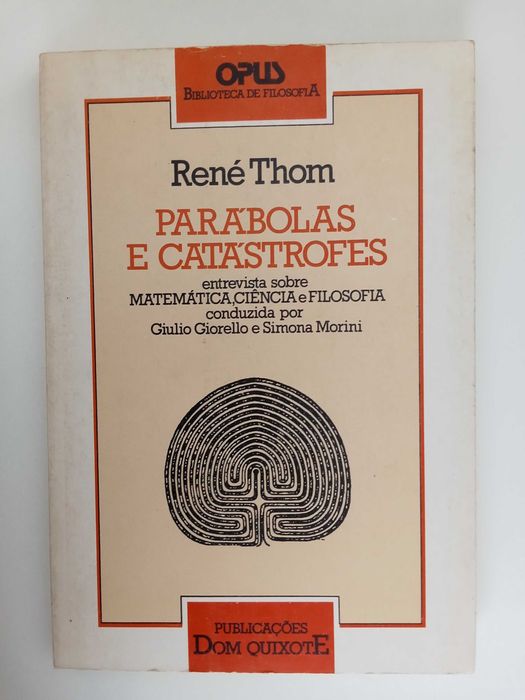 OPUS
BIBLIOTECA DE FILOSOFIA
René Thom
PARÁBOLAS
E CATÁSTROFES
entrevista sobre
MATEMÁTICA, CIÊNCIA e FILOSOFIA
conduzida por
Giulio Giorello e Simona Morini
PUBLICAÇÕES
DOM QUIXOTE